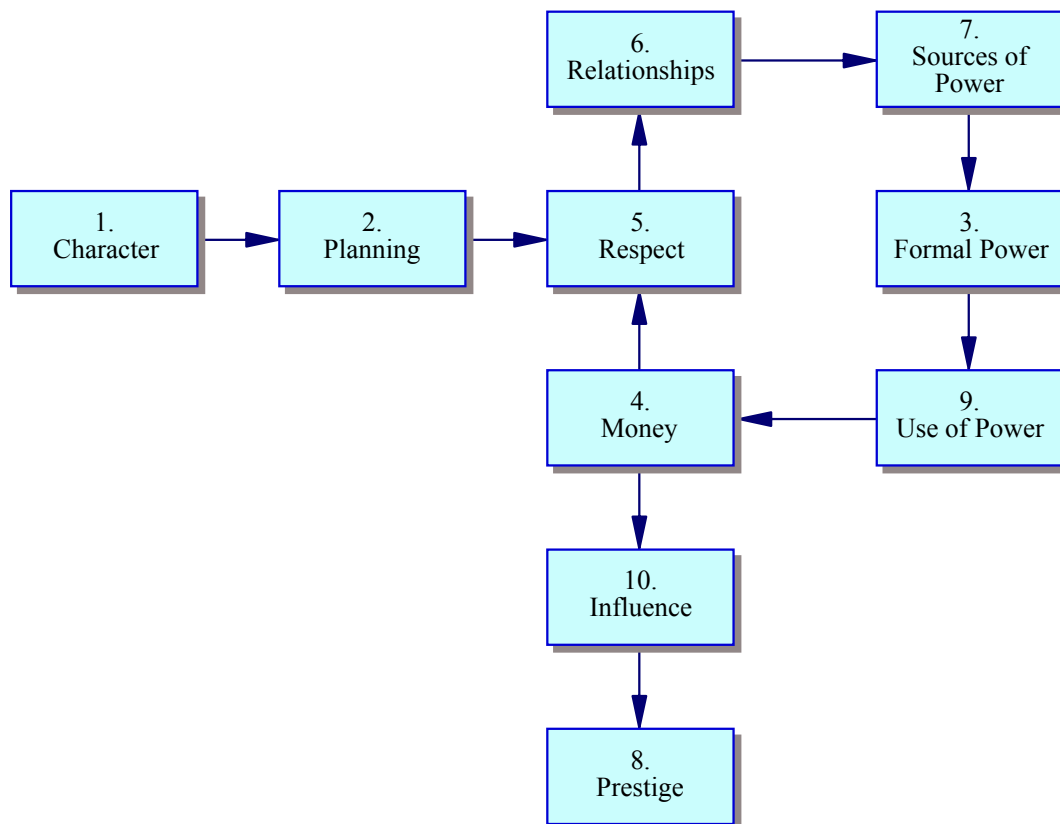 6.
Relationships
7.
Sources of
Power
1.
Character
2.
Planning
5.
Respect
3.
Formal Power
4.
Money
9.
Use of Power
10.
Influence
8.
Prestige